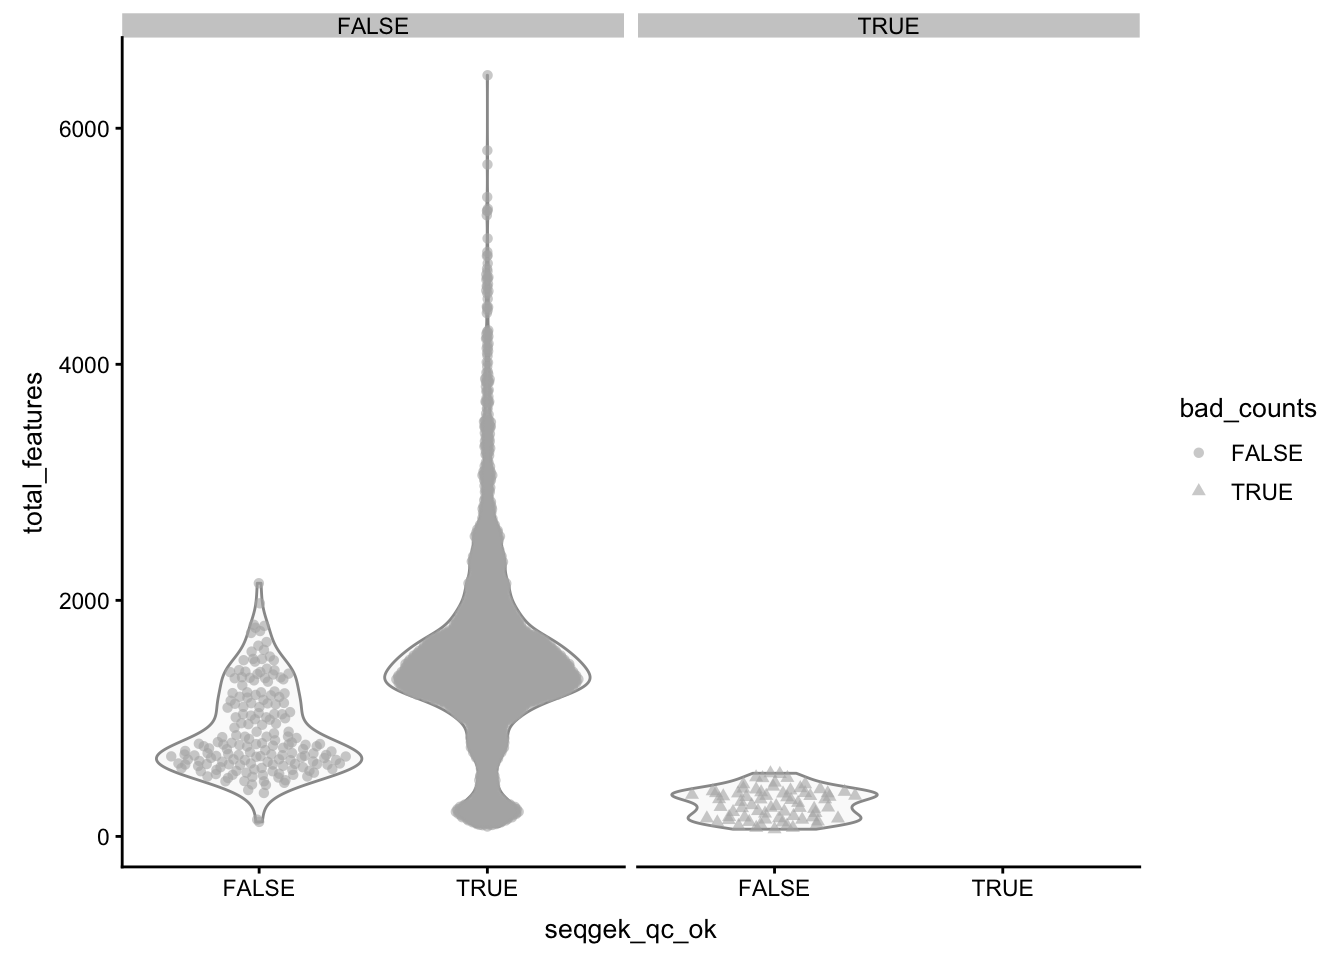 FALSE
TRUE
6000
4000
2000
0
total_features
FALSE
TRUE
FALSE
TRUE
seqgek_qc_ok
bad_counts
FALSE
TRUE